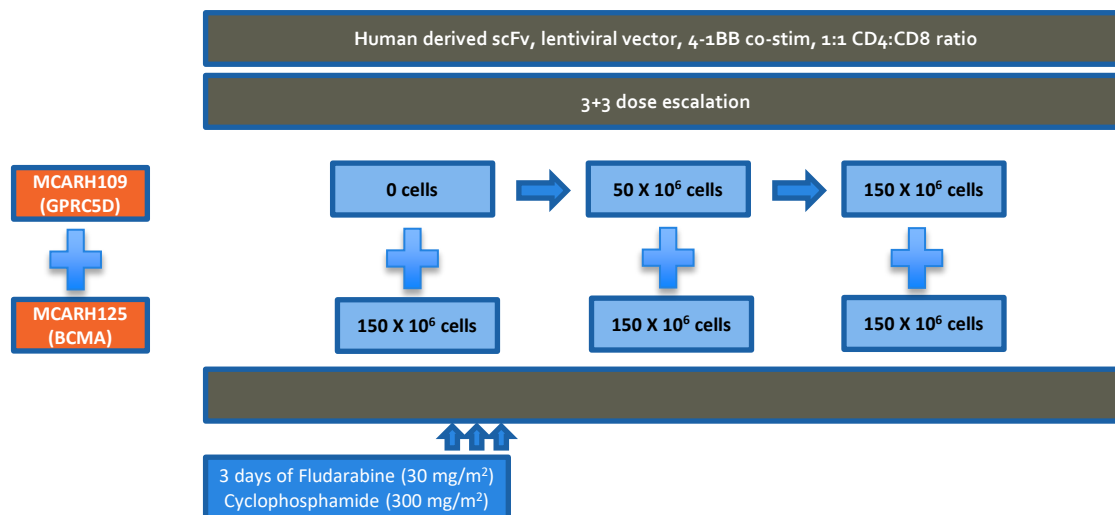 Human derived scFv, lentiviral vector, 4-1BB co-stim, 1:1 CD4:CD8 ratio
3+3 dose escalation
MCARH109
(GPRC5D)
0 cells
50 X 10⁶ cells
150 X 10⁶ cells
MCARH125
(BCMA)
150 X 10⁶ cells
150 X 10⁶ cells
150 X 10⁶ cells
3 days of Fludarabine (30 mg/m²)
Cyclophosphamide (300 mg/m²)